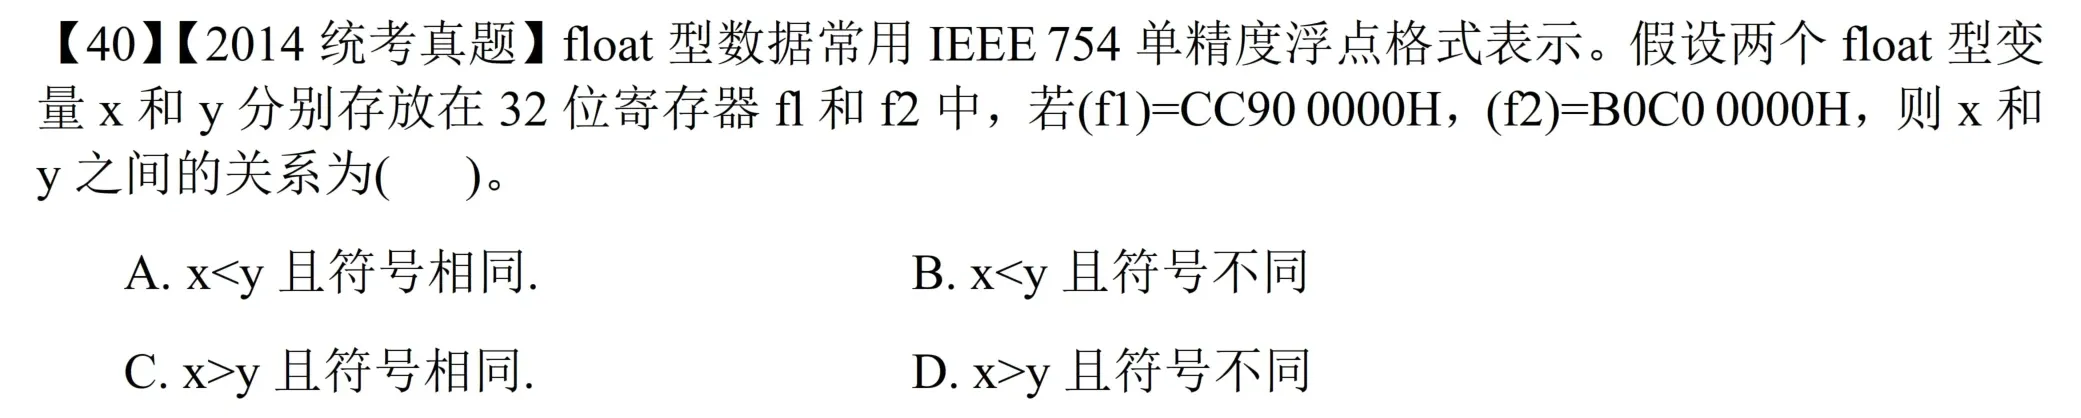 【40】【2014 统考真题】float 型数据常用 IEEE 754 单精度浮点格式表示。假设两个 float 型变
量 x 和 y 分别存放在 32 位寄存器 fl 和 f2 中，若(f1)=CC90 0000H，(f2)=B0C0 0000H，则 x 和
y 之间的关系为( )。
A. x<y 且符号相同. B. x<y 且符号不同
C. x>y 且符号相同. D. x>y 且符号不同